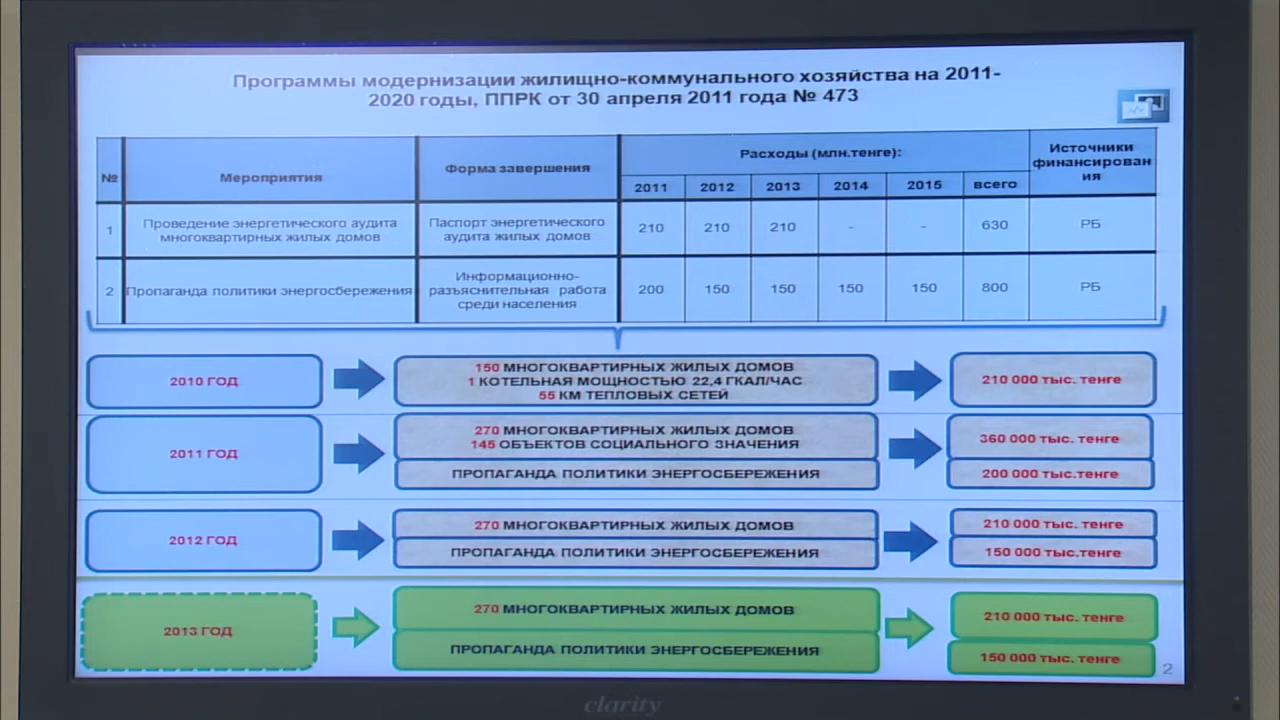 Программы модернизации жилищно-коммунального хозяйства на 2011-
2020 годы, ППРК от 30 апреля 2011 года № 473
№
Мероприятия
Форма завершения
Расходы (млн.тенге):
Источники
финансирован
ия
2011
2012
2013
2014
2015
всего
1
Проведение энергетического аудита
многоквартирных жилых домов
Паспорт энергетического
аудита жилых домов
210
210
210
-
-
630
РБ
2
Пропаганда политики энергосбережения
Информационно-
разъяснительная работа
среди населения
200
150
150
150
150
800
РБ
2010 ГОД
150 МНОГОКВАРТИРНЫХ ЖИЛЫХ ДОМОВ
1 КОТЕЛЬНАЯ МОЩНОСТЬЮ 22,4 ГКАЛ/ЧАС
55 КМ ТЕПЛОВЫХ СЕТЕЙ
210 000 тыс. тенге
2011 ГОД
270 МНОГОКВАРТИРНЫХ ЖИЛЫХ ДОМОВ
145 ОБЪЕКТОВ СОЦИАЛЬНОГО ЗНАЧЕНИЯ
360 000 тыс. тенге
ПРОПАГАНДА ПОЛИТИКИ ЭНЕРГОСБЕРЕЖЕНИЯ
200 000 тыс.тенге
2012 ГОД
270 МНОГОКВАРТИРНЫХ ЖИЛЫХ ДОМОВ
210 000 тыс. тенге
ПРОПАГАНДА ПОЛИТИКИ ЭНЕРГОСБЕРЕЖЕНИЯ
150 000 тыс.тенге
2013 ГОД
270 МНОГОКВАРТИРНЫХ ЖИЛЫХ ДОМОВ
210 000 тыс. тенге
ПРОПАГАНДА ПОЛИТИКИ ЭНЕРГОСБЕРЕЖЕНИЯ
150 000 тыс. тенге
2
clarity